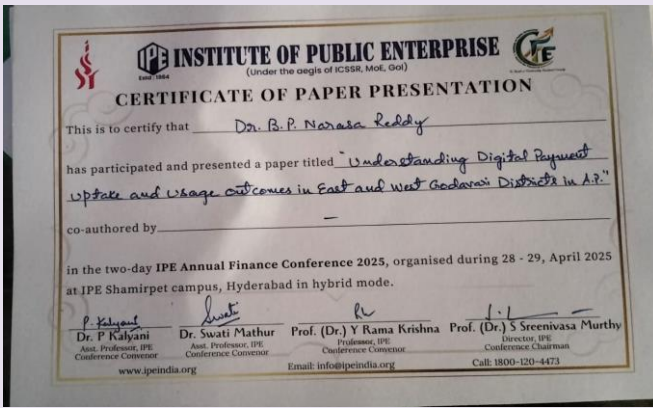 IPE INSTITUTE OF PUBLIC ENTERPRISE
Estd : 1964
(Under the aegis of ICSSR, MoE, GoI)
CERTIFICATE OF PAPER PRESENTATION
This is to certify that Dr. B.P. Narasa Reddy
has participated and presented a paper titled "Understanding Digital Payment
uptake and usage outcomes in East and West Godavari Districts in A.P."
co-authored by –
in the two-day IPE Annual Finance Conference 2025, organised during 28 - 29, April 2025
at IPE Shamirpet campus, Hyderabad in hybrid mode.
P. Kalyani Swati
Dr. P Kalyani Dr. Swati Mathur Prof. (Dr.) Y Rama Krishna Prof. (Dr.) S Sreenivasa Murthy
Asst. Professor, IPE Asst. Professor, IPE Professor, IPE Director, IPE
Conference Convenor Conference Convenor Conference Convenor Conference Chairman
www.ipeindia.org Email: info@ipeindia.org Call: 1800-120-4473